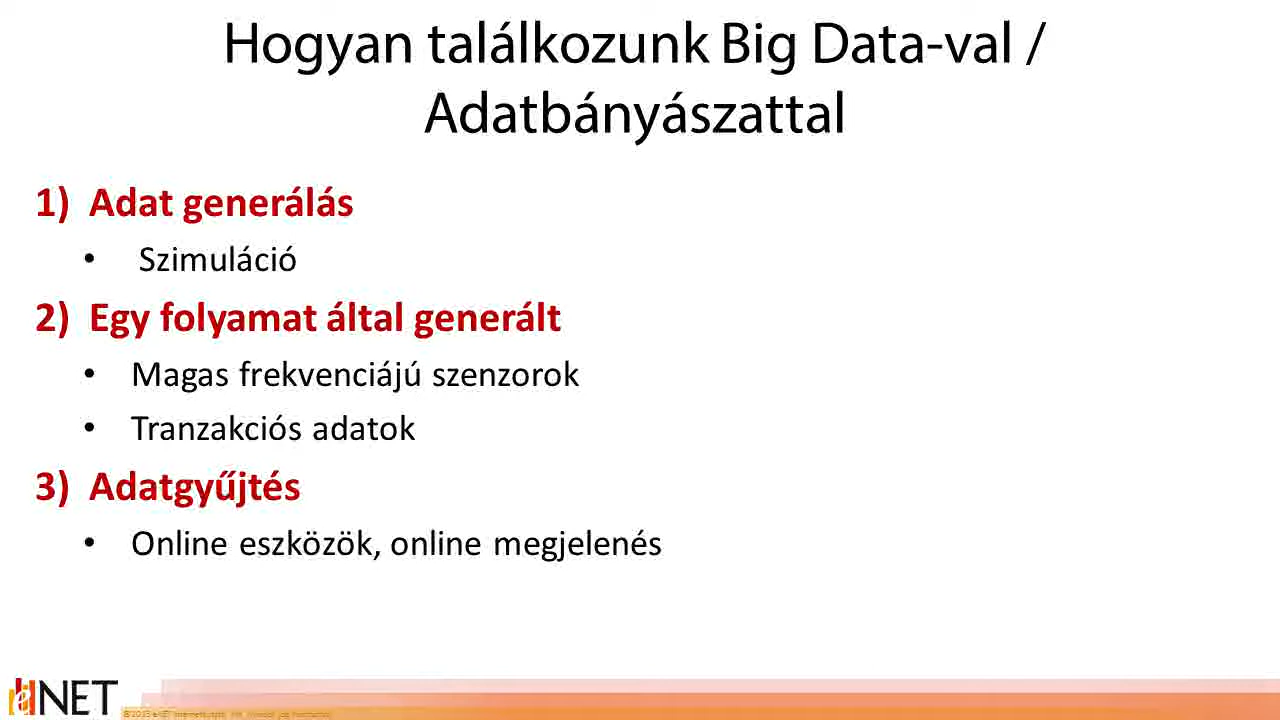 Hogyan találkozunk Big Data-val /
Adatbányászattal
1) Adat generálás
• Szimuláció
2) Egy folyamat által generált
• Magas frekvenciájú szenzorok
• Tranzakciós adatok
3) Adatgyűjtés
• Online eszközök, online megjelenés
eNET